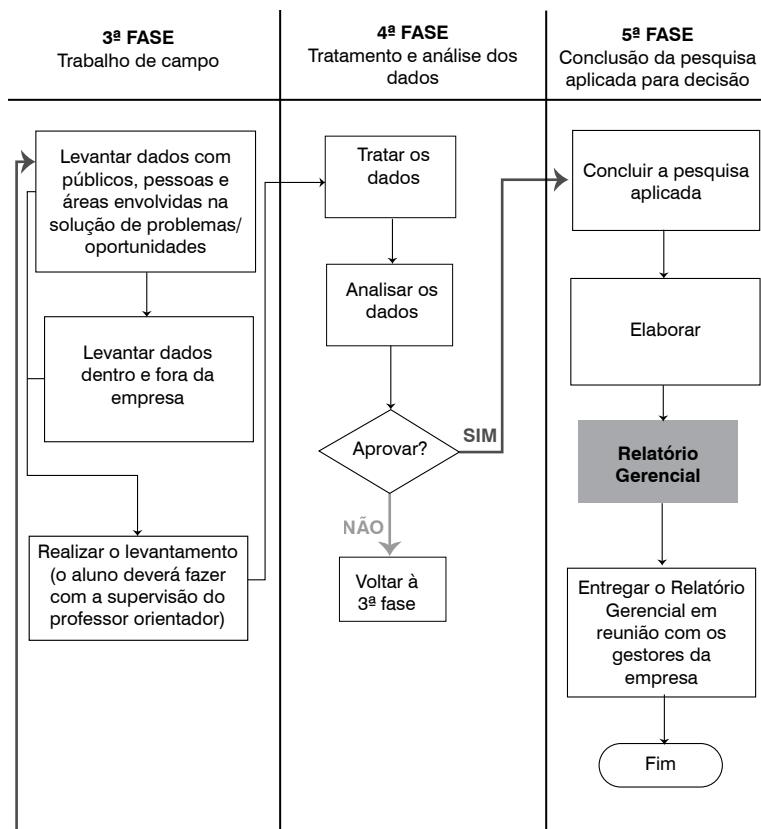 3ª FASE
Trabalho de campo
4ª FASE
Tratamento e análise dos
dados
5ª FASE
Conclusão da pesquisa
aplicada para decisão
Levantar dados com
públicos, pessoas e
áreas envolvidas na
solução de problemas/
oportunidades
Levantar dados
dentro e fora da
empresa
Realizar o levantamento
(o aluno deverá fazer
com a supervisão do
professor orientador)
Tratar os
dados
Analisar os
dados
Aprovar?
SIM
NÃO
Voltar à
3ª fase
Concluir a pesquisa
aplicada
Elaborar
Relatório
Gerencial
Entregar o Relatório
Gerencial em
reunião com os
gestores da
empresa
Fim